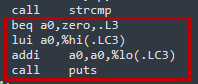 call strcmp
beq a0,zero,.L3
lui a0,%hi(.LC3)
addi a0,a0,%lo(.LC3)
call puts